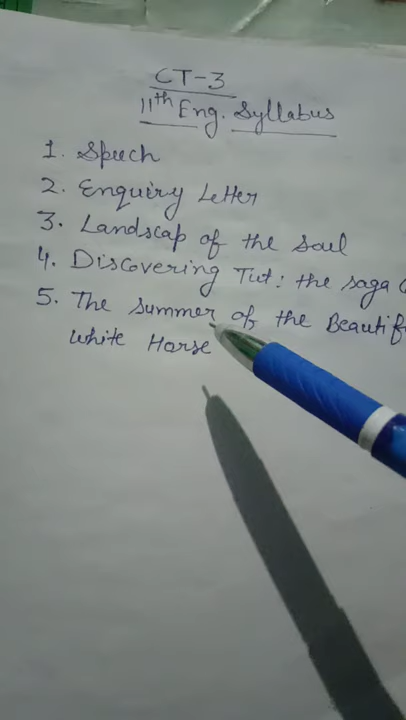 CT-3
11th Eng. Syllabus
1. Speech
2. Enquiry Letter
3. Landscap of the Soul
4. Discovering Tut: the saga
5. The Summer of the Beautif
white Horse